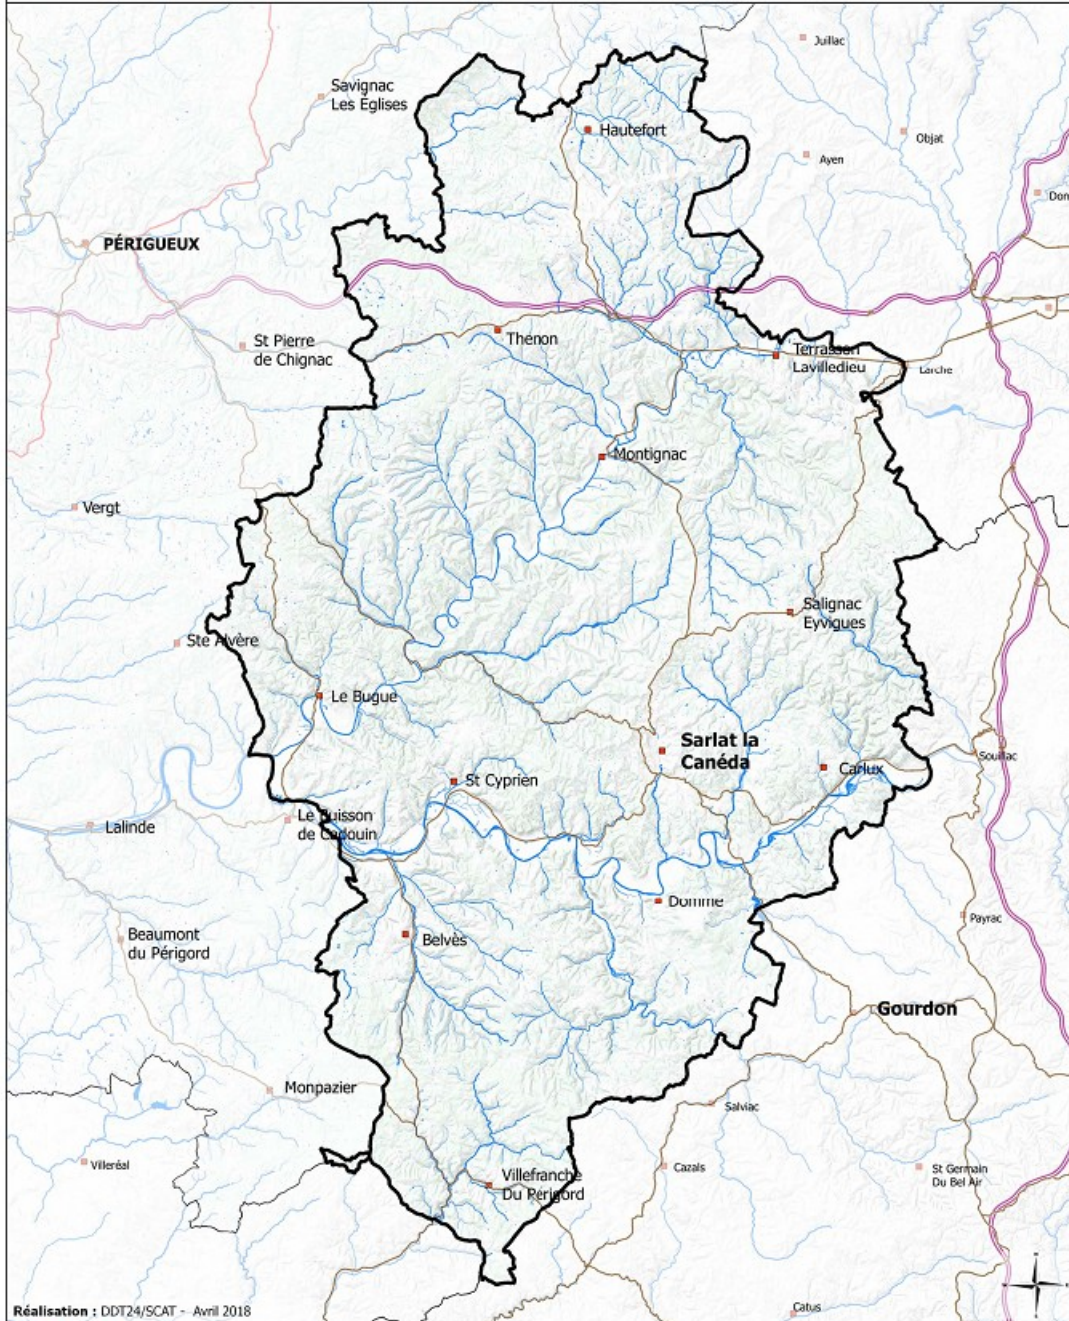 Juillac
Savignac
Les Églises
Hautefort
Objat
Ayen
Don
PÉRIGUEUX
St Pierre
de Chignac
Thenon
Terrasson
Lavilledieu
Larche
Montignac
Vergt
Salignac
Eyvigues
Ste Alvère
Le Bugue
Sarlat la
Canéda
Souillac
Carlux
St Cyprien
Lalinde
Le Buisson
de Cadouin
Domme
Payrac
Beaumont
du Périgord
Belvès
Gourdon
Monpazier
Salviac
Villeréal
Cazals
St Germain
Du Bel Air
Villefranche
Du Périgord
Réalisation : DDT24/SCAT - Avril 2018
Catus